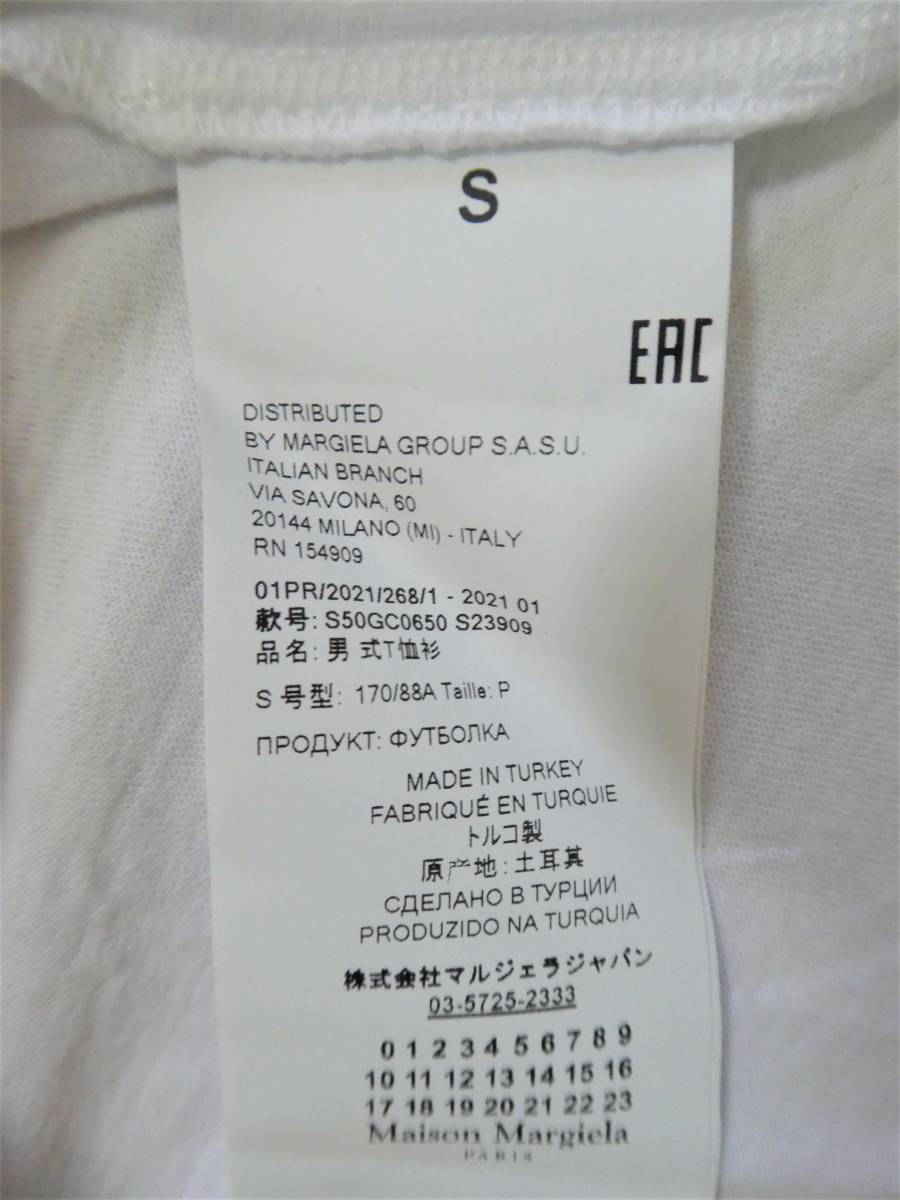 S
EAC
DISTRIBUTED
BY MARGIELA GROUP S.A.S.U.
ITALIAN BRANCH
VIA SAVONA, 60
20144 MILANO (MI) - ITALY
RN 154909
01PR/2021/268/1 - 2021 01
款号: S50GC0650 S23909
品名: 男 式T恤衫
S 号型: 170/88A Taille: P
ПРОДУКТ: ФУТБОЛКА
MADE IN TURKEY
FABRIQUÉ EN TURQUIE
トルコ製
原产地: 土耳其
СДЕЛАНО В ТУРЦИИ
PRODUZIDO NA TURQUIA
株式会社マルジェラジャパン
03-5725-2333
0 1 2 3 4 5 6 7 8 9
10 11 12 13 14 15 16
17 18 19 20 21 22 23
Maison Margiela
PARIS